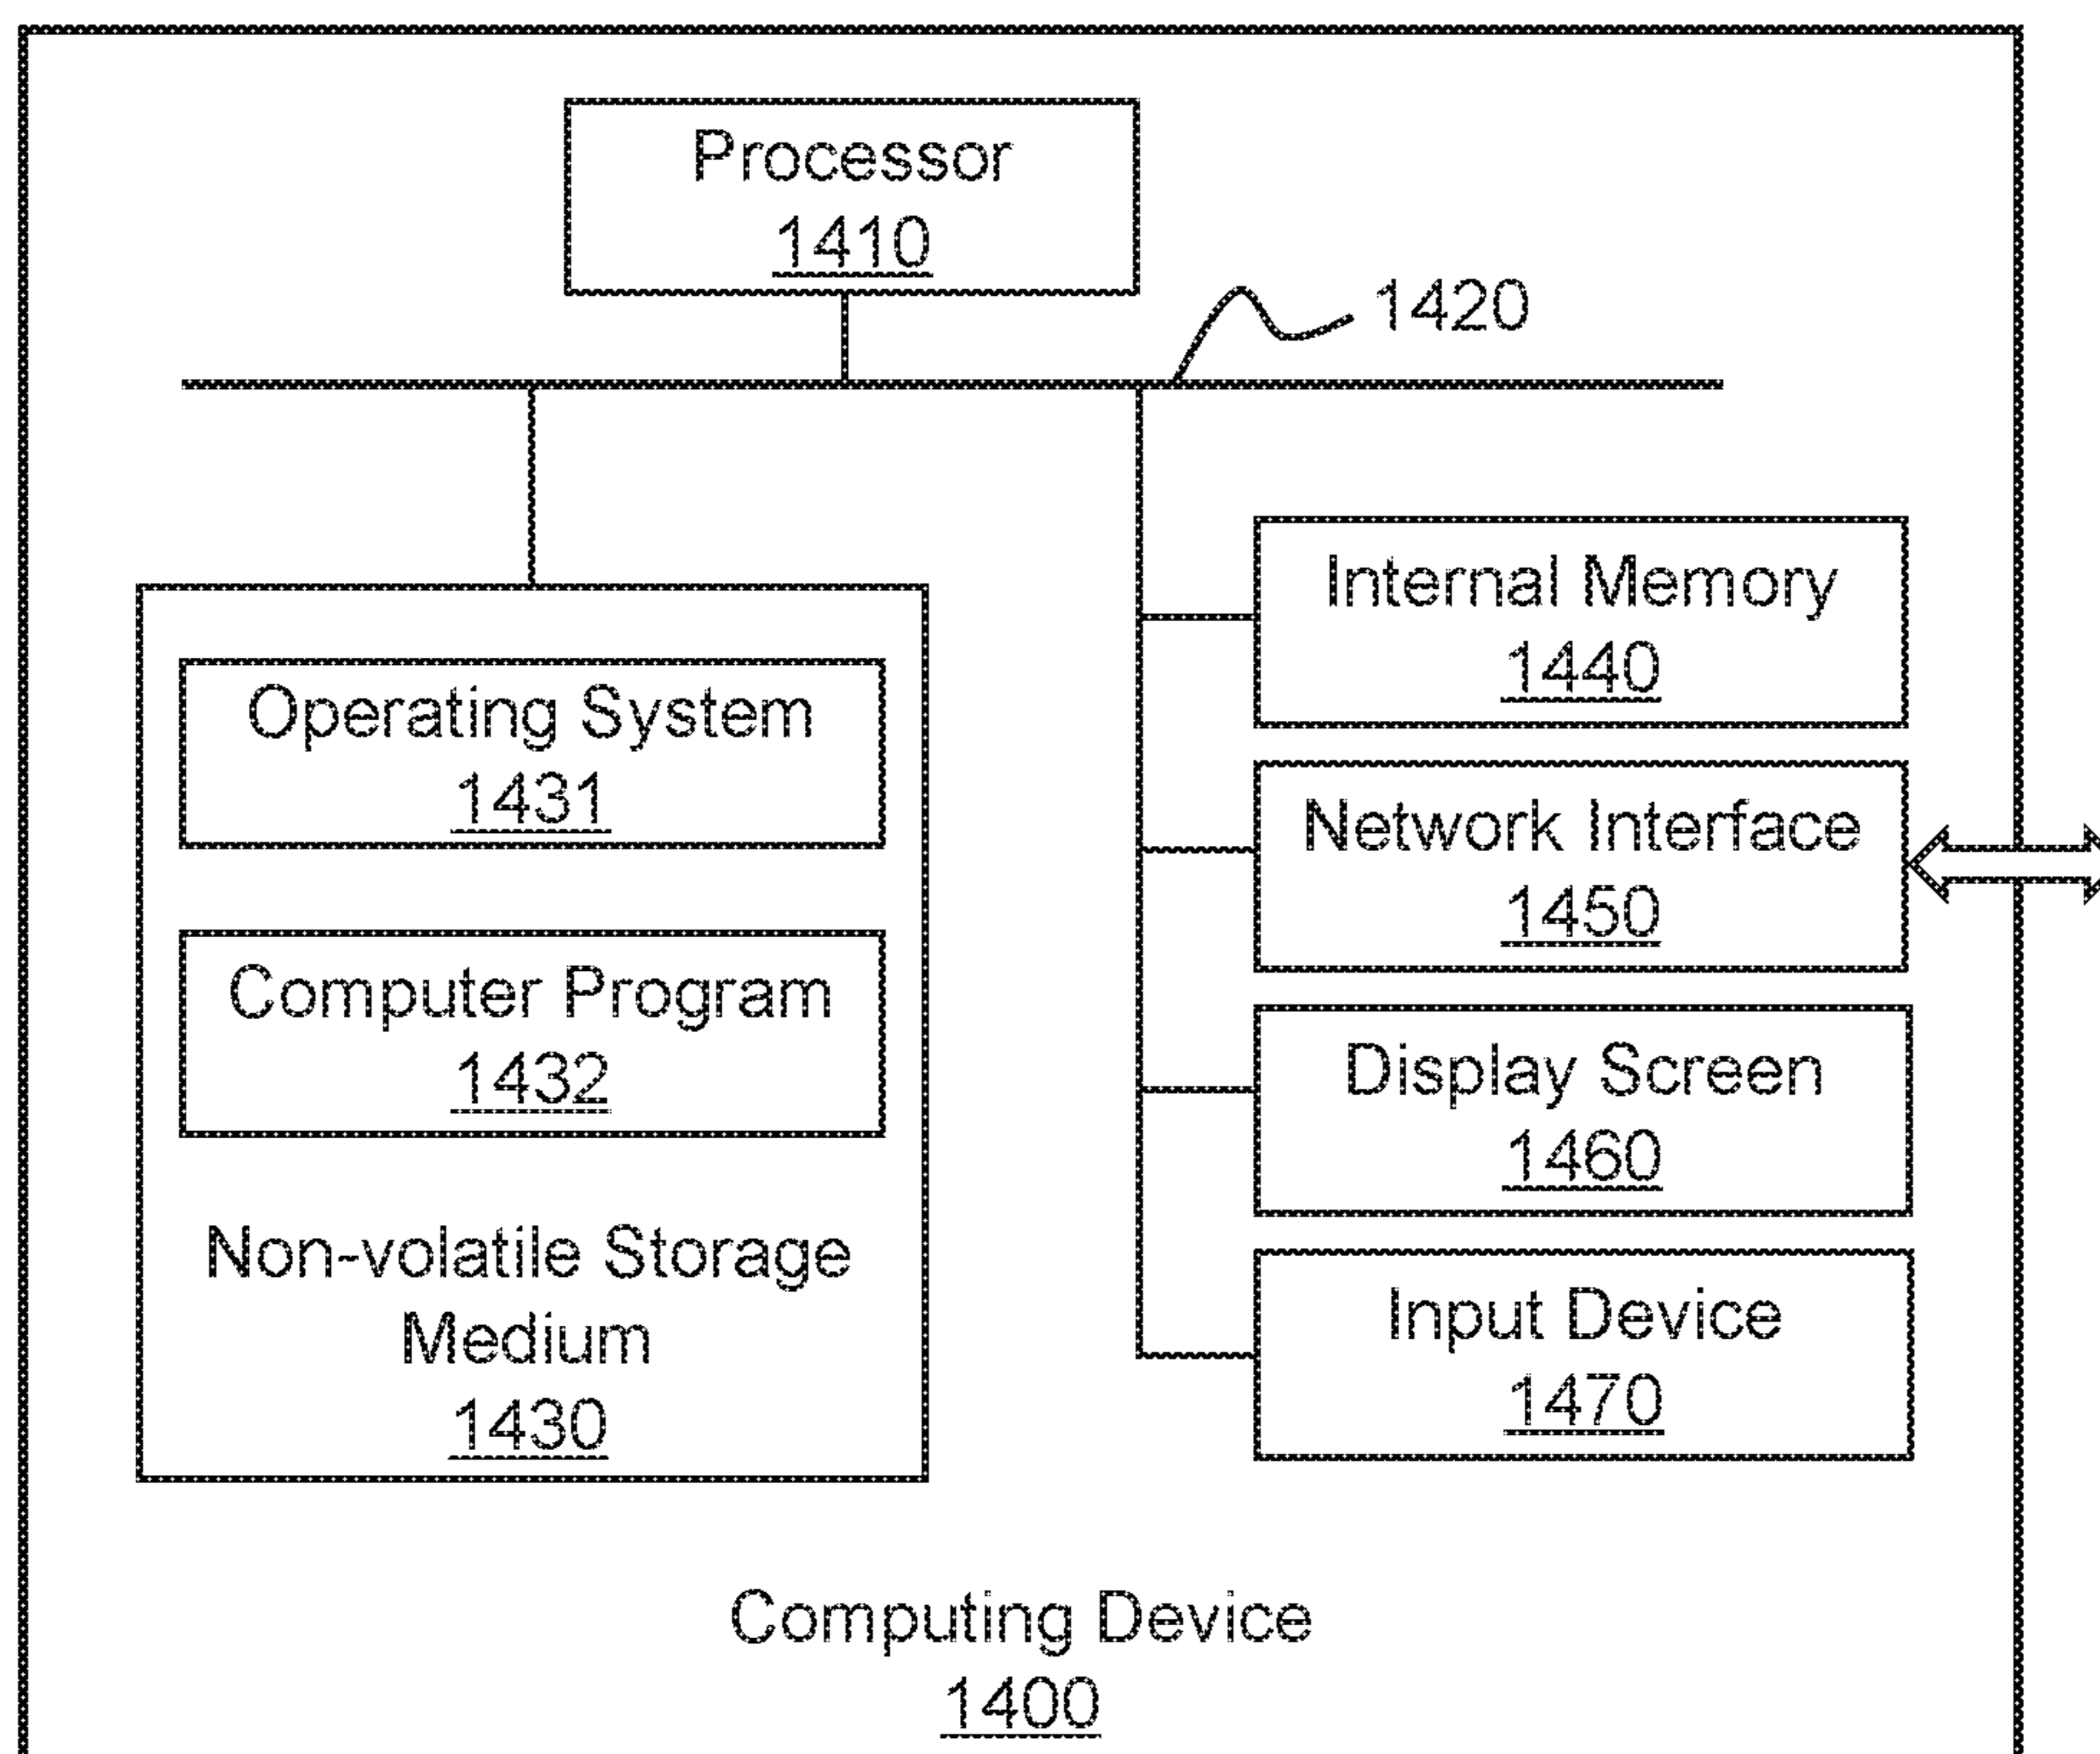 Processor
1410
1420
Operating System
1431
Computer Program
1432
Non-volatile Storage
Medium
1430
Internal Memory
1440
Network Interface
1450
Display Screen
1460
Input Device
1470
Computing Device
1400